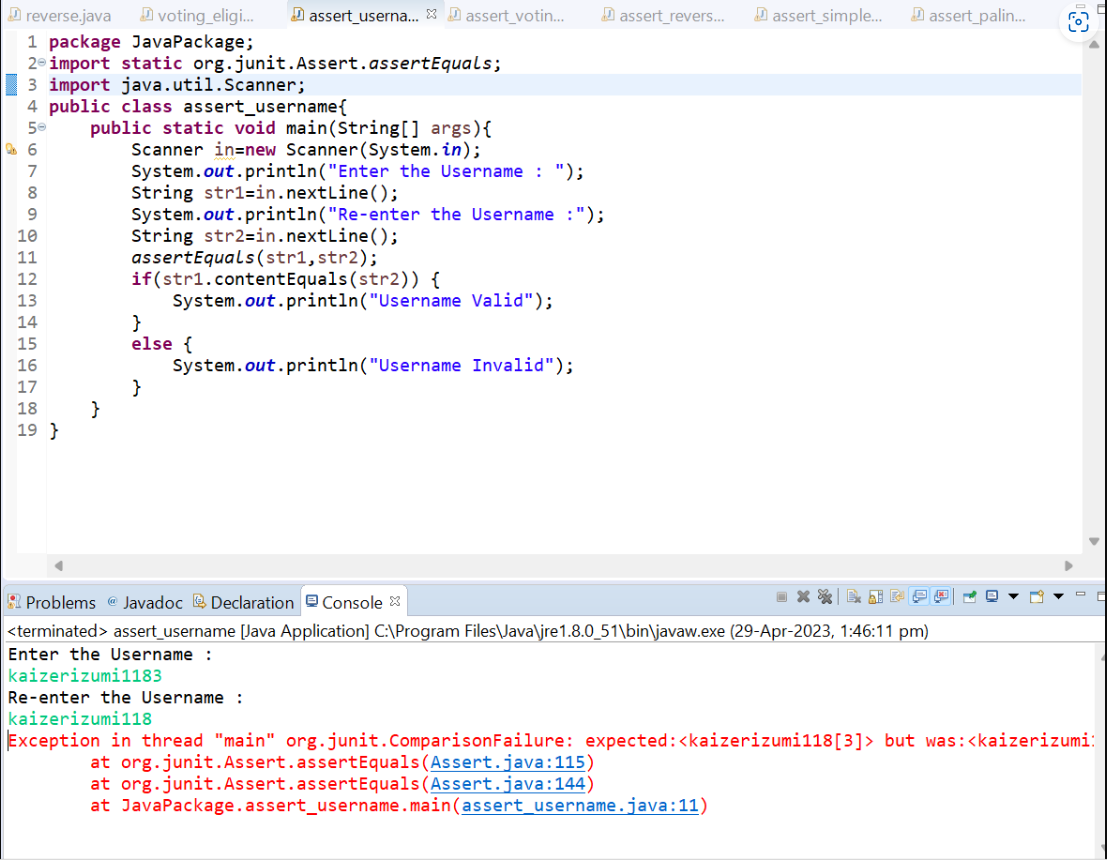 reverse.java voting_eligi... assert_userna... assert_votin... assert_revers... assert_simple... assert_palin...
1 package JavaPackage;
2 import static org.junit.Assert.assertEquals;
3 import java.util.Scanner;
4 public class assert_username{
5 public static void main(String[] args){
6 Scanner in=new Scanner(System.in);
7 System.out.println("Enter the Username : ");
8 String str1=in.nextLine();
9 System.out.println("Re-enter the Username :");
10 String str2=in.nextLine();
11 assertEquals(str1,str2);
12 if(str1.contentEquals(str2)) {
13 System.out.println("Username Valid");
14 }
15 else {
16 System.out.println("Username Invalid");
17 }
18 }
19 }
Problems @ Javadoc Declaration Console
<terminated> assert_username [Java Application] C:\Program Files\Java\jre1.8.0_51\bin\javaw.exe (29-Apr-2023, 1:46:11 pm)
Enter the Username :
kaizerizumi1183
Re-enter the Username :
kaizerizumi118
Exception in thread "main" org.junit.ComparisonFailure: expected:<kaizerizumi118[3]> but was:<kaizerizumi
at org.junit.Assert.assertEquals(Assert.java:115)
at org.junit.Assert.assertEquals(Assert.java:144)
at JavaPackage.assert_username.main(assert_username.java:11)